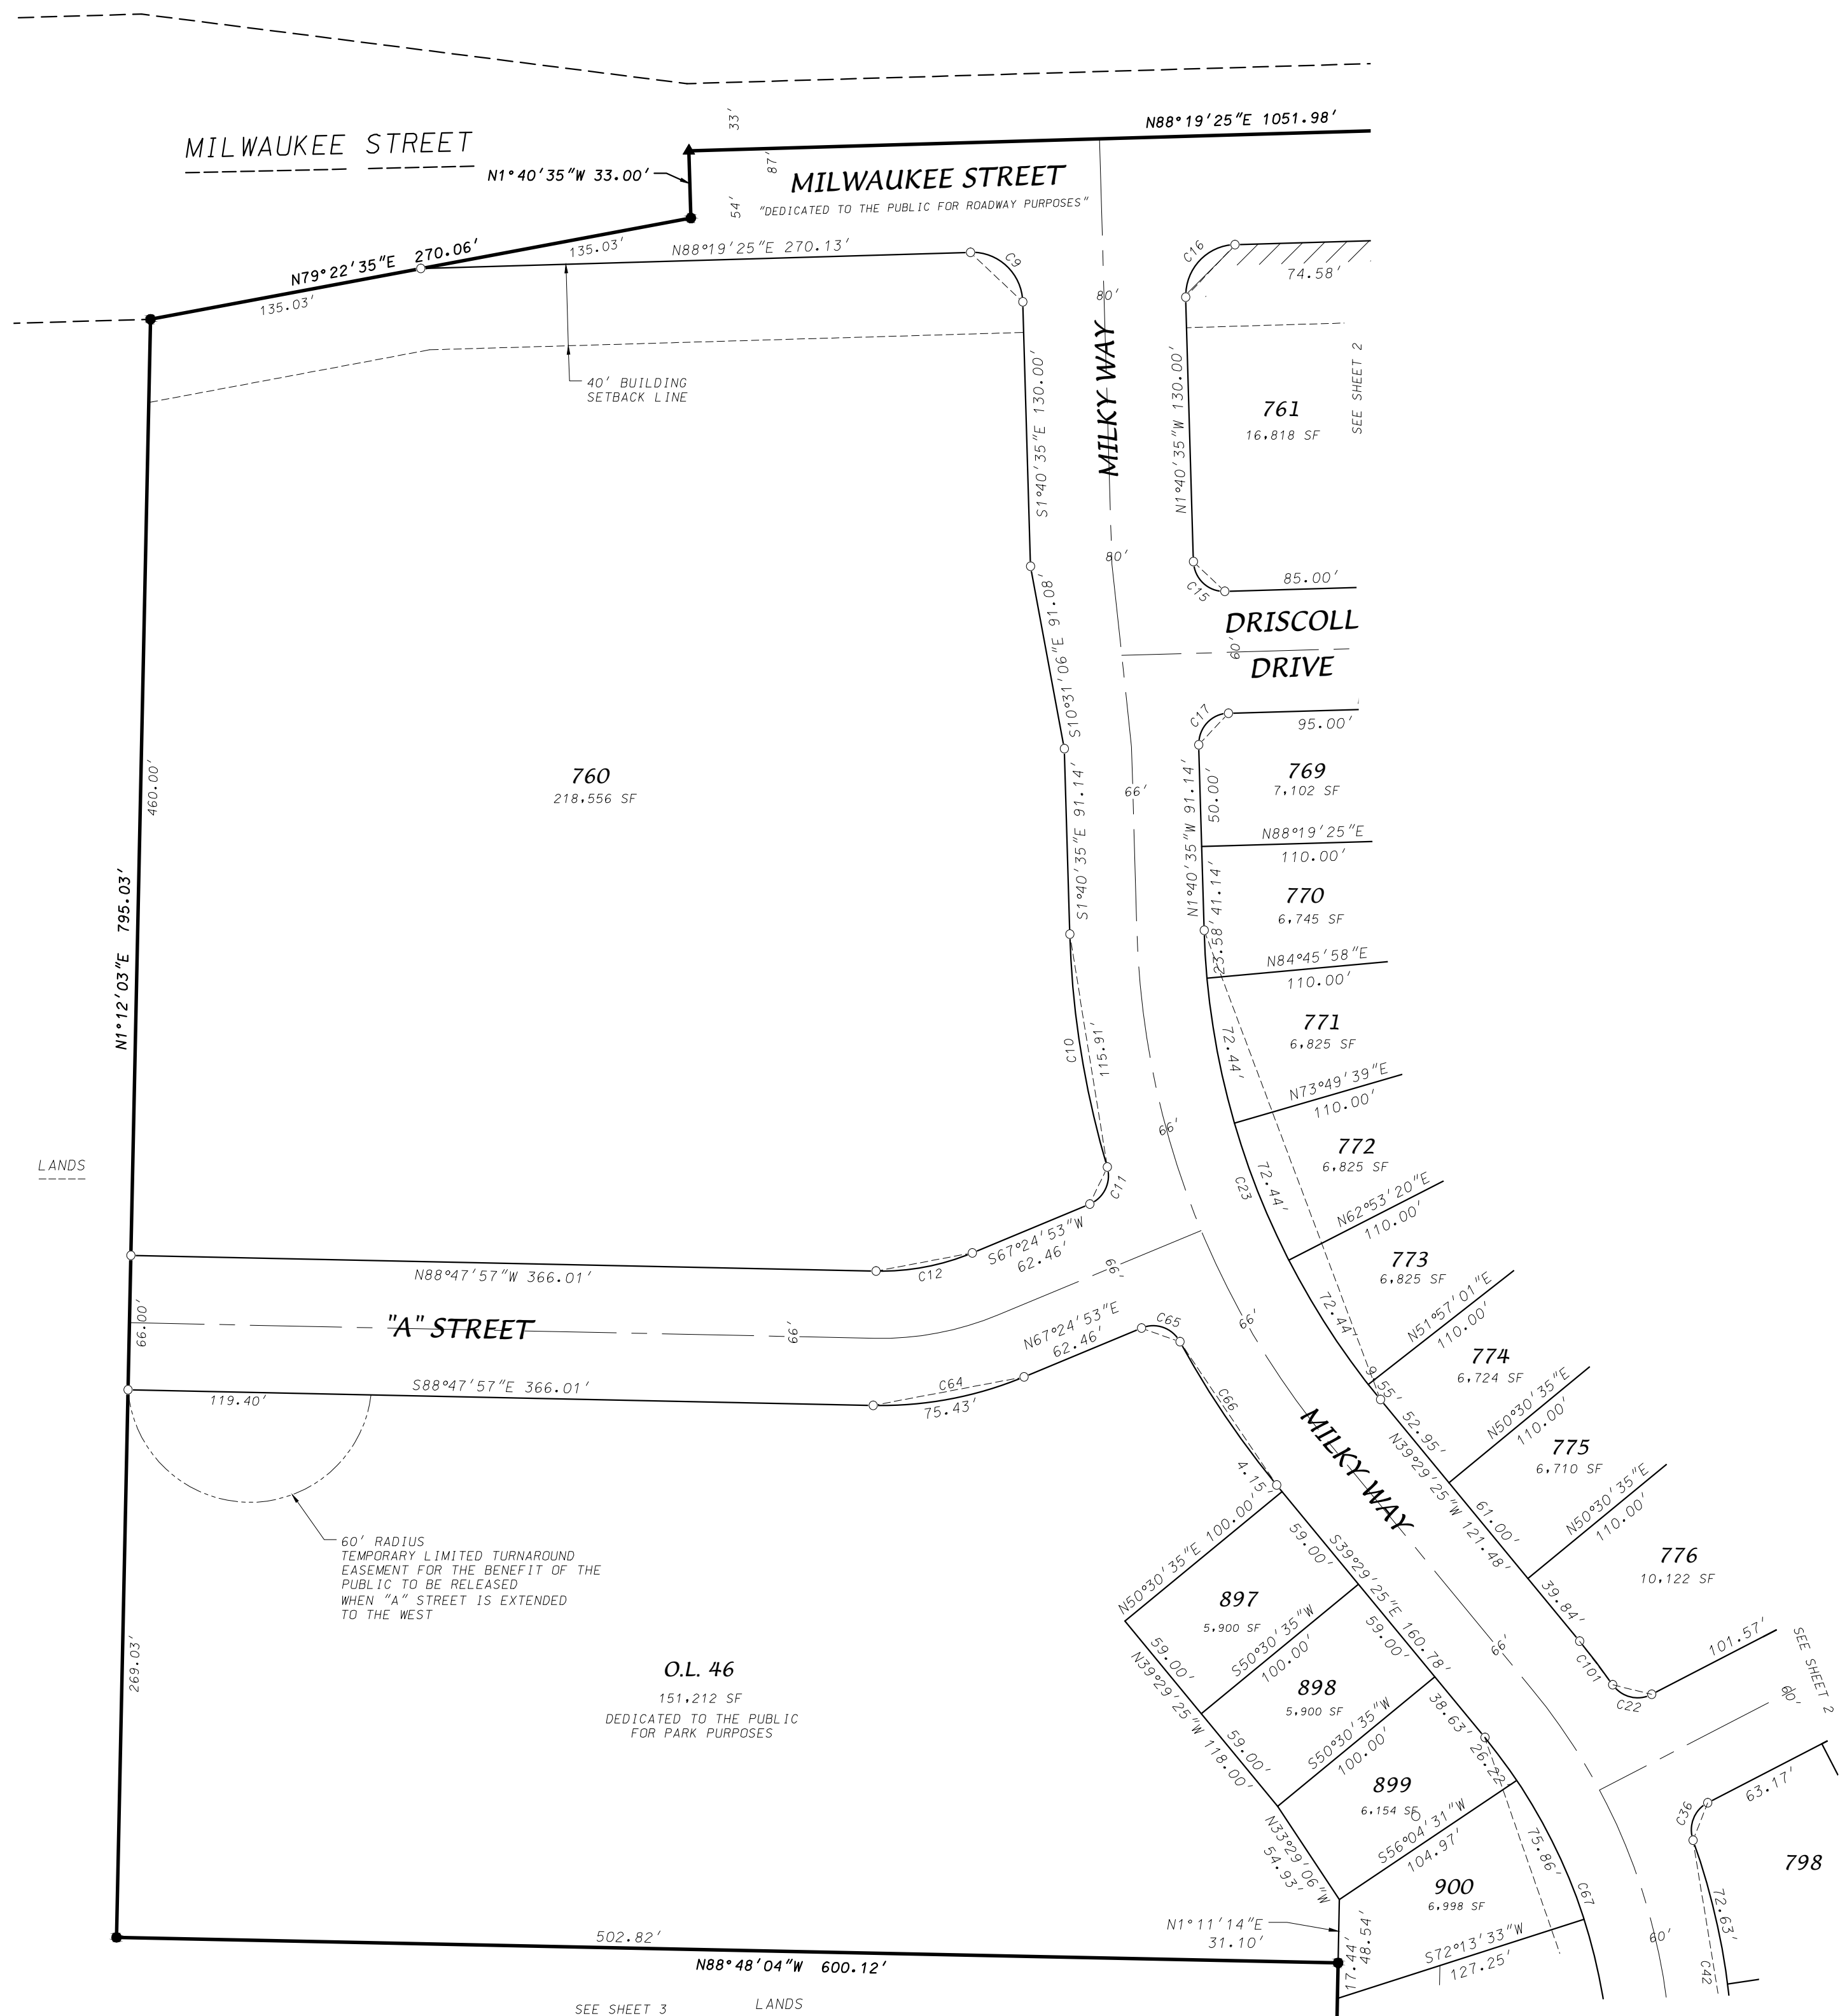 MILWAUKEE STREET
N1°40'35"W 33.00'
33'
87'
54'
MILWAUKEE STREET
"DEDICATED TO THE PUBLIC FOR ROADWAY PURPOSES"
N88°19'25"E 1051.98'
N79°22'35"E 270.06'
135.03'
135.03'
N88°19'25"E 270.13'
C9
C16
74.58'
80'
40' BUILDING
SETBACK LINE
S1°40'35"E 130.00'
MILKY WAY
N1°40'35"W 130.00'
761
16,818 SF
SEE SHEET 2
80'
C15
85.00'
DRISCOLL
60'
DRIVE
S10°31'06"E 91.08'
C17
95.00'
760
218,556 SF
460.00'
N1°12'03"E 795.03'
S1°40'35"E 91.14'
66'
N1°40'35"W 91.14'
50.00'
769
7,102 SF
N88°19'25"E
110.00'
41.14'
770
6,745 SF
23.58'
N84°45'58"E
110.00'
771
6,825 SF
72.44'
C10
115.91'
N73°49'39"E
110.00'
66'
772
6,825 SF
72.44'
C23
LANDS
C11
N62°53'20"E
110.00'
S67°24'53"W
62.46'
C12
N88°47'57"W 366.01'
773
6,825 SF
72.44'
66'
66'
N51°57'01"E
110.00'
"A" STREET
66.00'
66'
N67°24'53"E
62.46'
C65
774
6,724 SF
9.55'
S88°47'57"E 366.01'
119.40'
C64
75.43'
C66
52.95'
N50°30'35"E
110.00'
MILKY WAY
N39°29'25"W 121.48'
775
6,710 SF
4.15'
61.00'
N50°30'35"E
110.00'
60' RADIUS
TEMPORARY LIMITED TURNAROUND
EASEMENT FOR THE BENEFIT OF THE
PUBLIC TO BE RELEASED
WHEN "A" STREET IS EXTENDED
TO THE WEST
N50°30'35"E 100.00'
59.00'
S39°29'25"E 160.78'
776
10,122 SF
39.84'
897
5,900 SF
59.00'
S50°30'35"W
100.00'
59.00'
N39°29'25"W 118.00'
66'
C101
C22
101.57'
SEE SHEET 2
60'
269.03'
O.L. 46
151,212 SF
DEDICATED TO THE PUBLIC
FOR PARK PURPOSES
898
5,900 SF
59.00'
S50°30'35"W
100.00'
38.63'
26.22'
899
6,154 SF
S56°04'31"W
104.97'
N33°29'06"W
54.93'
75.86'
C67
C36
63.17'
798
72.63'
C42
60'
900
6,998 SF
N1°11'14"E
31.10'
17.44'
48.54'
S72°13'33"W
127.25'
502.82'
N88°48'04"W 600.12'
SEE SHEET 3
LANDS